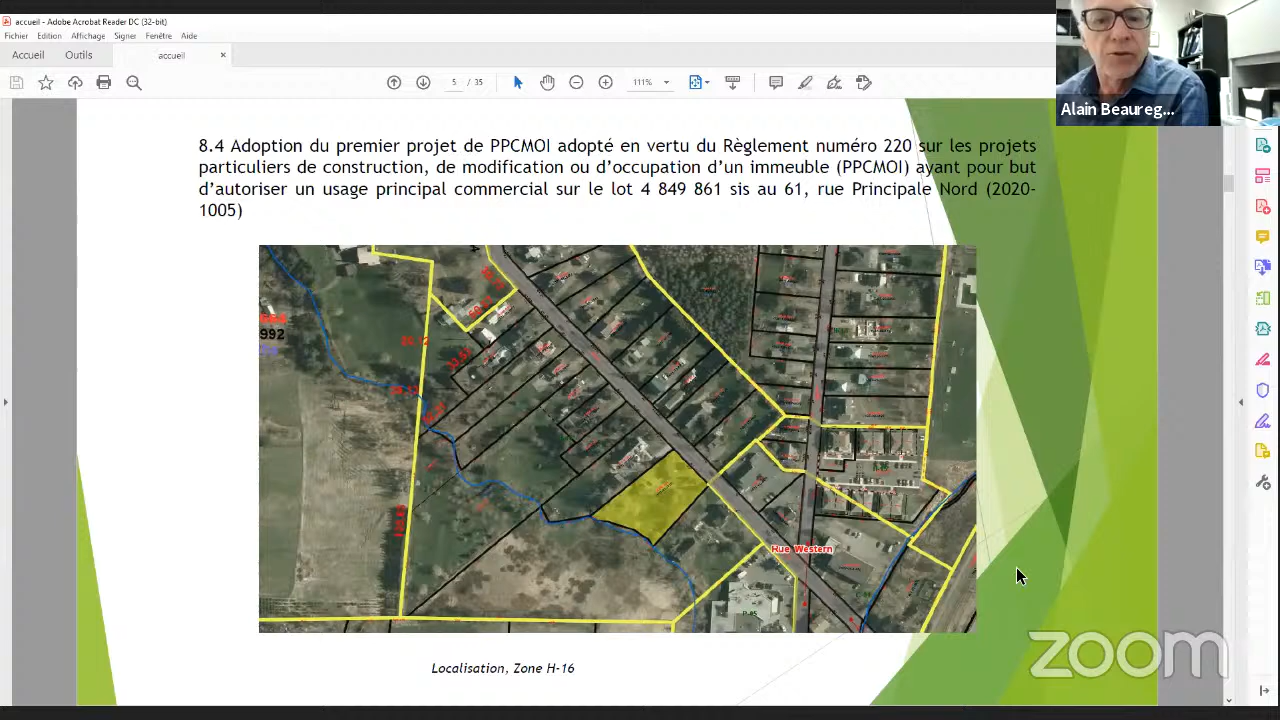 accueil - Adobe Acrobat Reader DC (32-bit)
Fichier Edition Affichage Signer Fenêtre Aide
Accueil Outils accueil ×
5 / 35 111%
Alain Beaureg...
8.4 Adoption du premier projet de PPCMOI adopté en vertu du Règlement numéro 220 sur les projets
particuliers de construction, de modification ou d'occupation d'un immeuble (PPCMOI) ayant pour but
d'autoriser un usage principal commercial sur le lot 4 849 861 sis au 61, rue Principale Nord (2020-
1005)
992
Rue Western
Localisation, Zone H-16
zoom